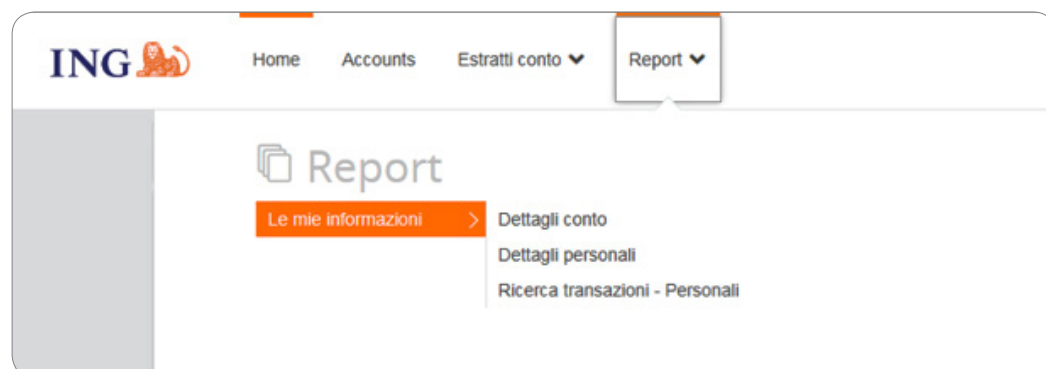 ING Home Accounts Estratti conto Report
Report
Le mie informazioni Dettagli conto
Dettagli personali
Ricerca transazioni - Personali